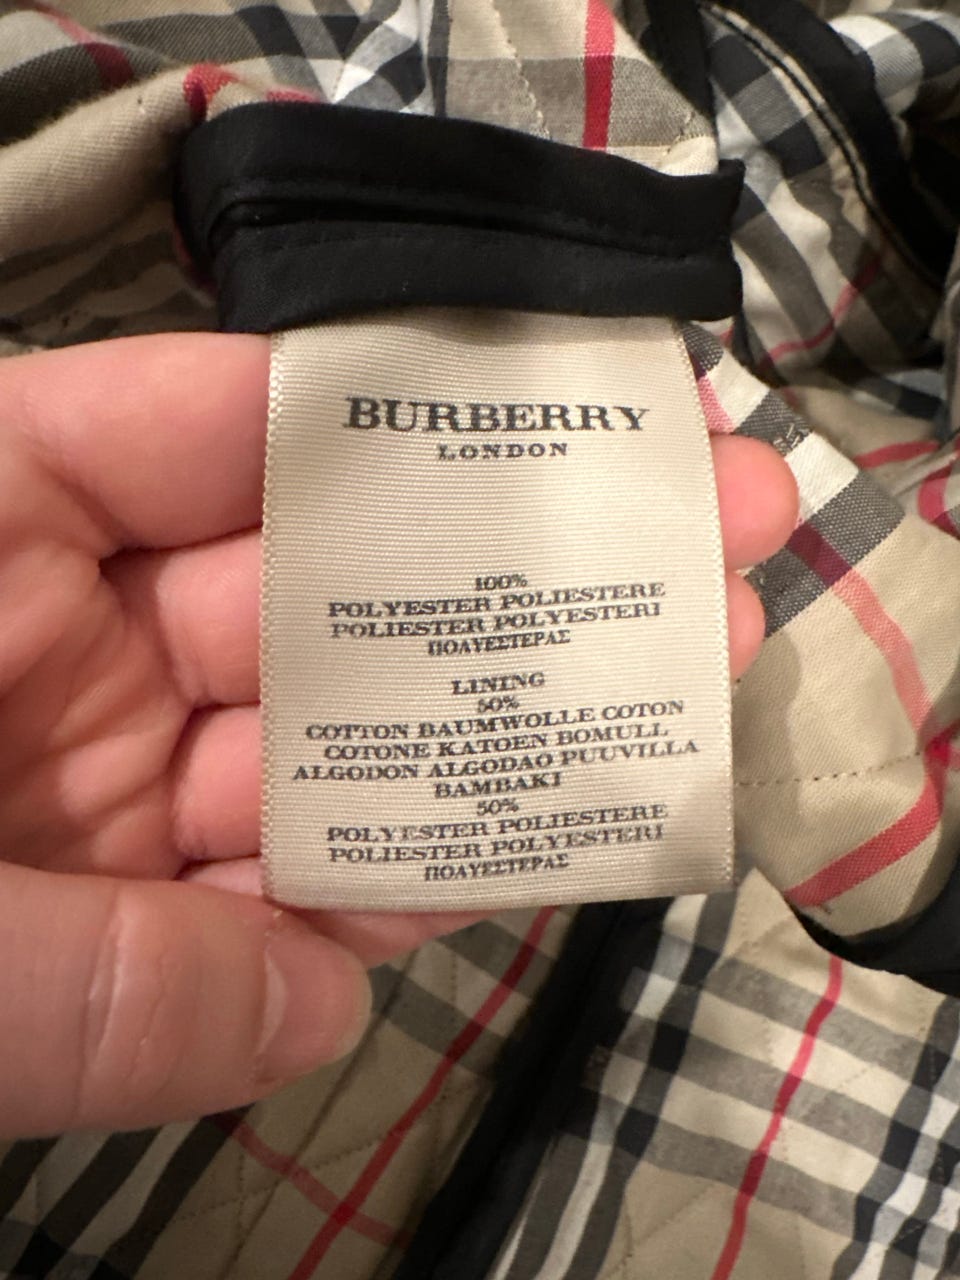 BURBERRY
LONDON
100%
POLYESTER POLIESTERE
POLIESTER POLYESTERI
ΠΟΛΥΕΣΤΕΡΑΣ
LINING
50%
COTTON BAUMWOLLE COTON
COTONE KATOEN BOMULL
ALGODON ALGODAO PUUVILLA
BAMBAKI
50%
POLYESTER POLIESTERE
POLIESTER POLYESTERI
ΠΟΛΥΕΣΤΕΡΑΣ